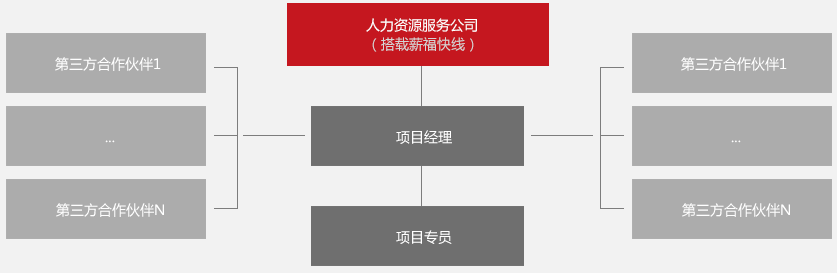 人力资源服务公司
（搭载薪福快线）
第三方合作伙伴1
...
第三方合作伙伴N
项目经理
项目专员
第三方合作伙伴1
...
第三方合作伙伴N